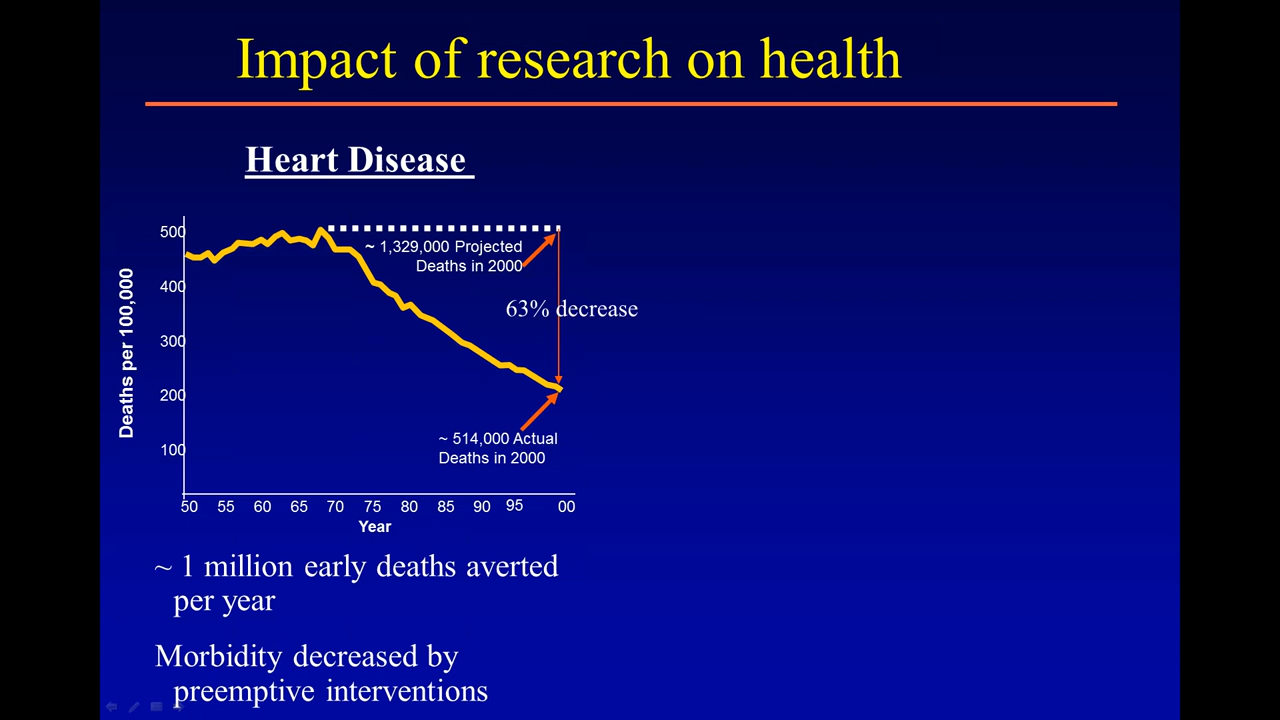 Impact of research on health
Heart Disease
500
400
300
200
100
Deaths per 100,000
~ 1,329,000 Projected
Deaths in 2000
63% decrease
~ 514,000 Actual
Deaths in 2000
50 55 60 65 70 75 80 85 90 95 00
Year
~ 1 million early deaths averted
per year
Morbidity decreased by
preemptive interventions